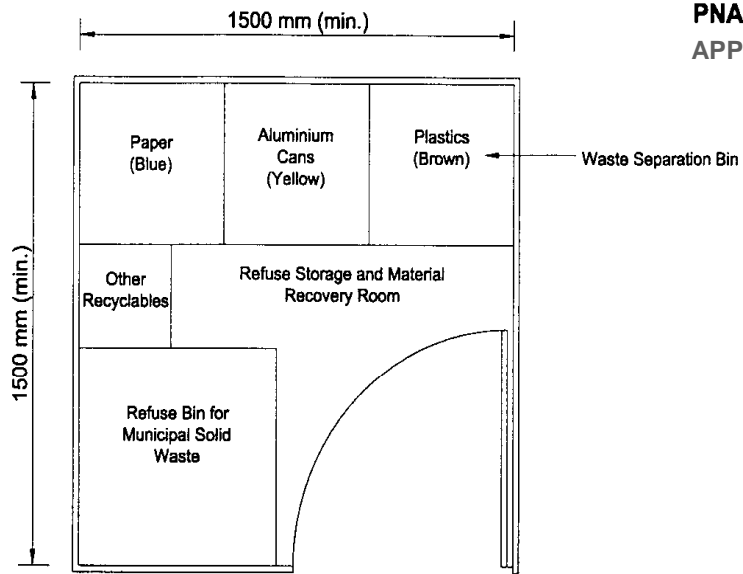 1500 mm (min.)
PNA
APP
1500 mm (min.)
Paper
(Blue)
Aluminium
Cans
(Yellow)
Plastics
(Brown)
Waste Separation Bin
Other
Recyclables
Refuse Storage and Material
Recovery Room
Refuse Bin for
Municipal Solid
Waste